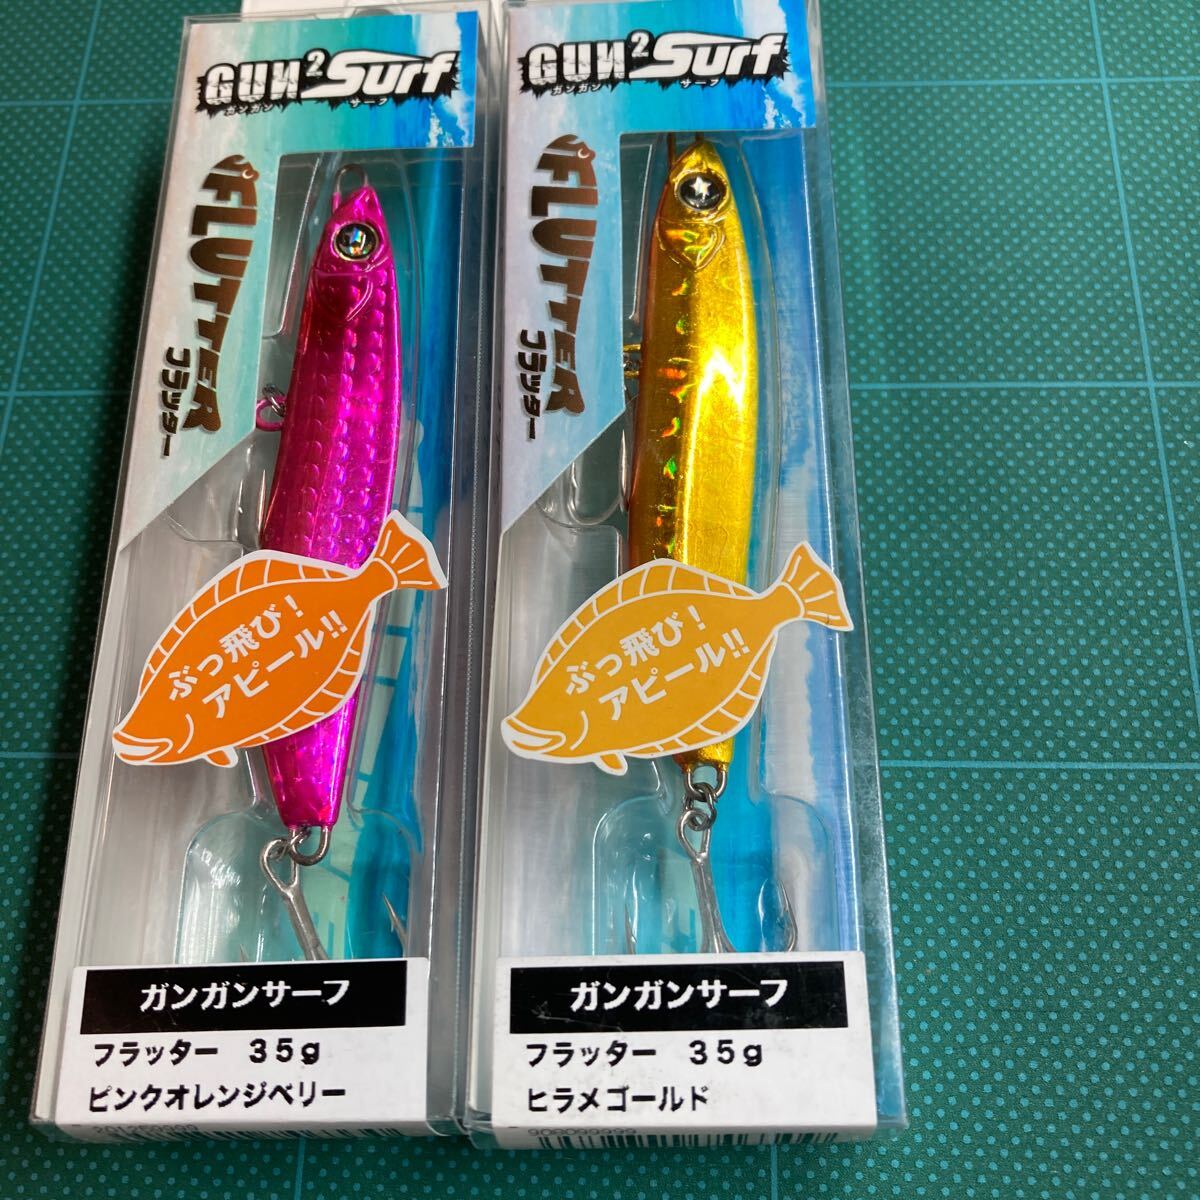 GUN²Surf
ガンガン サーフ
FLUTTER
フラッター
ぶっ飛び!
アピール!!
ガンガンサーフ
フラッター 35g
ピンクオレンジベリー
GUN²Surf
ガンガン サーフ
FLUTTER
フラッター
ぶっ飛び!
アピール!!
ガンガンサーフ
フラッター 35g
ヒラメゴールド